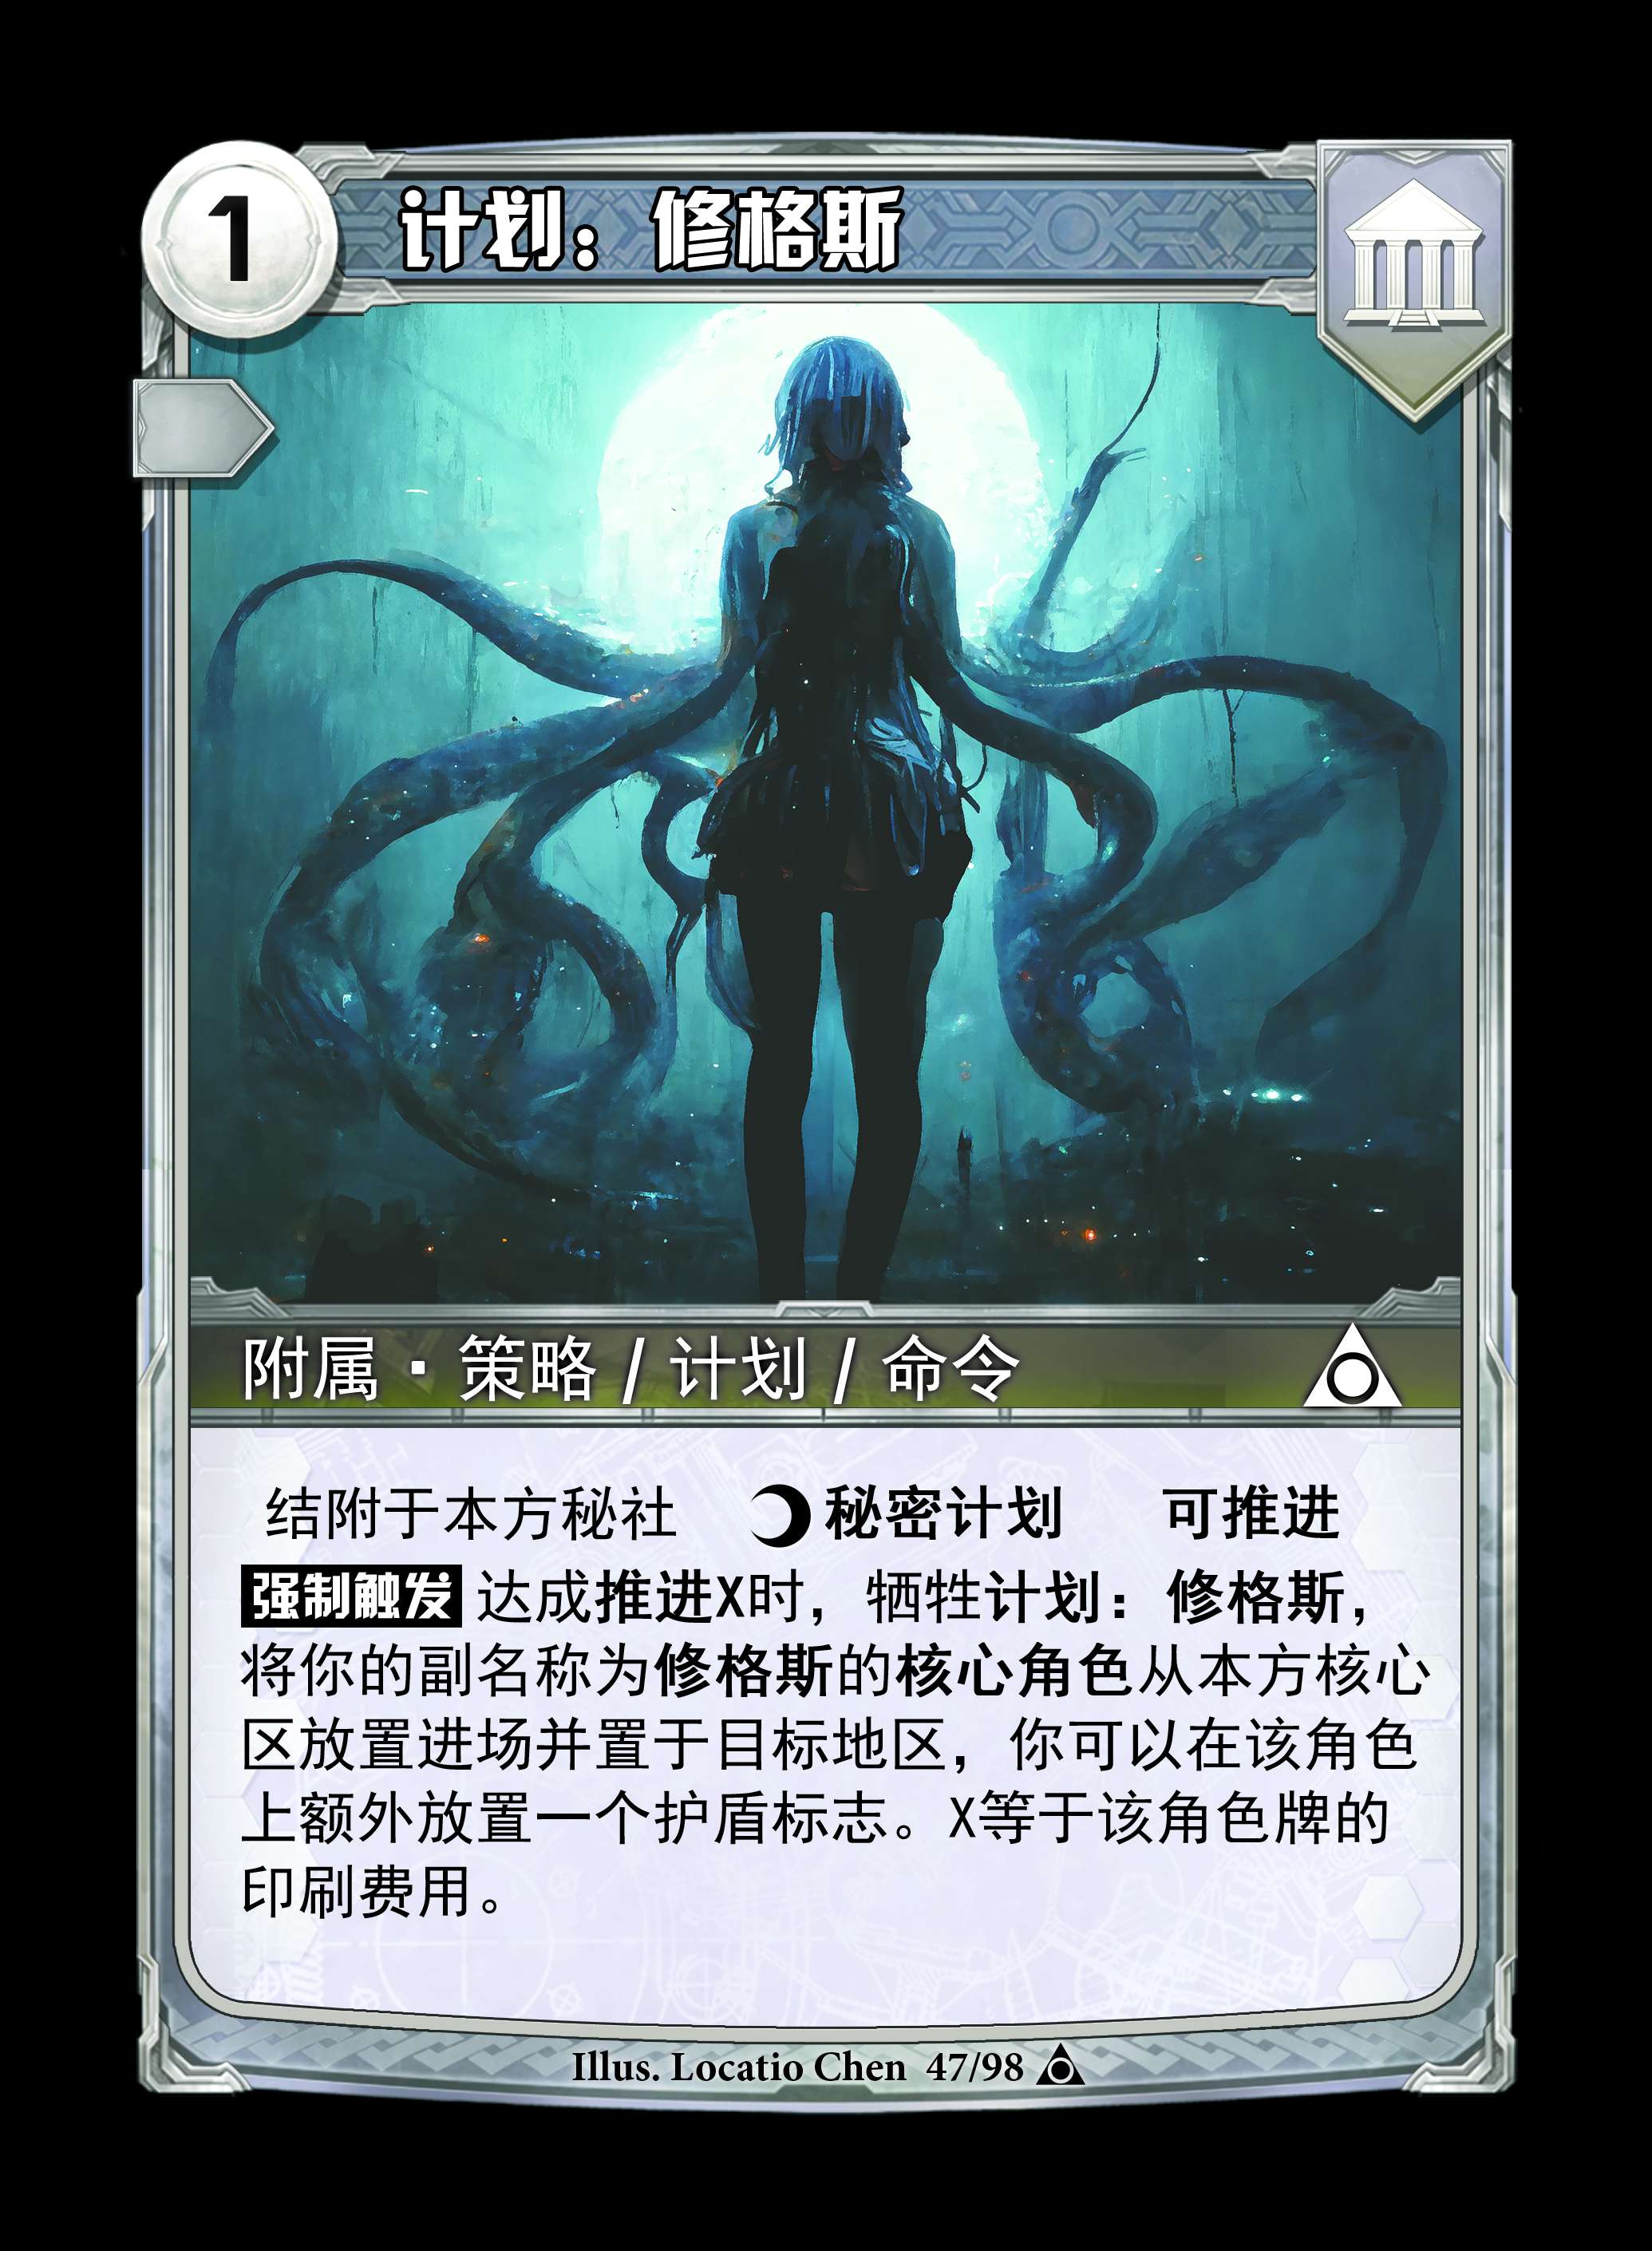 1
计划：修格斯
附属·策略 / 计划 / 命令
结附于本方秘社 秘密计划 可推进
强制触发 达成推进X时，牺牲计划：修格斯，
将你的副名称为修格斯的核心角色从本方核心
区放置进场并置于目标地区，你可以在该角色
上额外放置一个护盾标志。X等于该角色牌的
印刷费用。
Illus. Locatio Chen 47/98